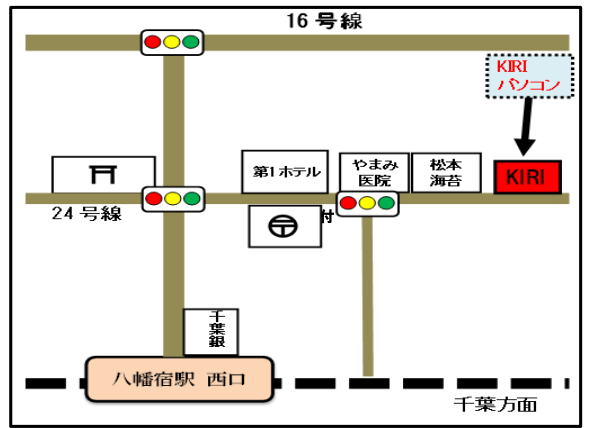 16号線
KIRI
パソコン
第1ホテル
やまみ
医院
松本
海苔
KIRI
24号線
付
千葉銀
八幡宿駅 西口
千葉方面